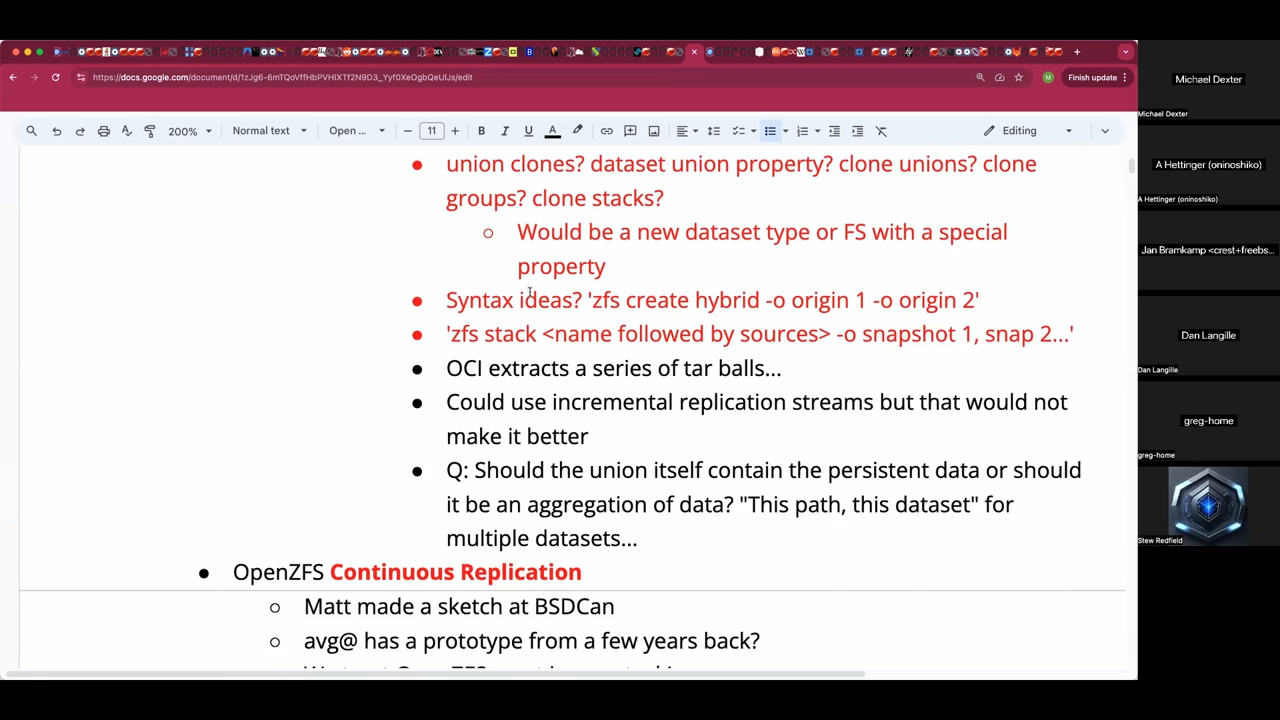 https://docs.google.com/document/d/1zJg6-6mTQoVffHbPVHIXTf2N9D3_Yyf0XeOgbQeUIJs/edit
M
Finish update
200%
Normal text
Open ...
11
Editing
union clones? dataset union property? clone unions? clone
groups? clone stacks?
Would be a new dataset type or FS with a special
property
Syntax ideas? 'zfs create hybrid -o origin 1 -o origin 2'
'zfs stack <name followed by sources> -o snapshot 1, snap 2...'
OCI extracts a series of tar balls...
Could use incremental replication streams but that would not
make it better
Q: Should the union itself contain the persistent data or should
it be an aggregation of data? "This path, this dataset" for
multiple datasets...
OpenZFS Continuous Replication
Matt made a sketch at BSDCan
avg@ has a prototype from a few years back?
Michael Dexter
Michael Dexter
A Hettinger (oninoshiko)
A Hettinger (oninoshiko)
Jan Bramkamp <crest+freebs...
Dan Langille
Dan Langille
greg-home
greg-home
Stew Redfield